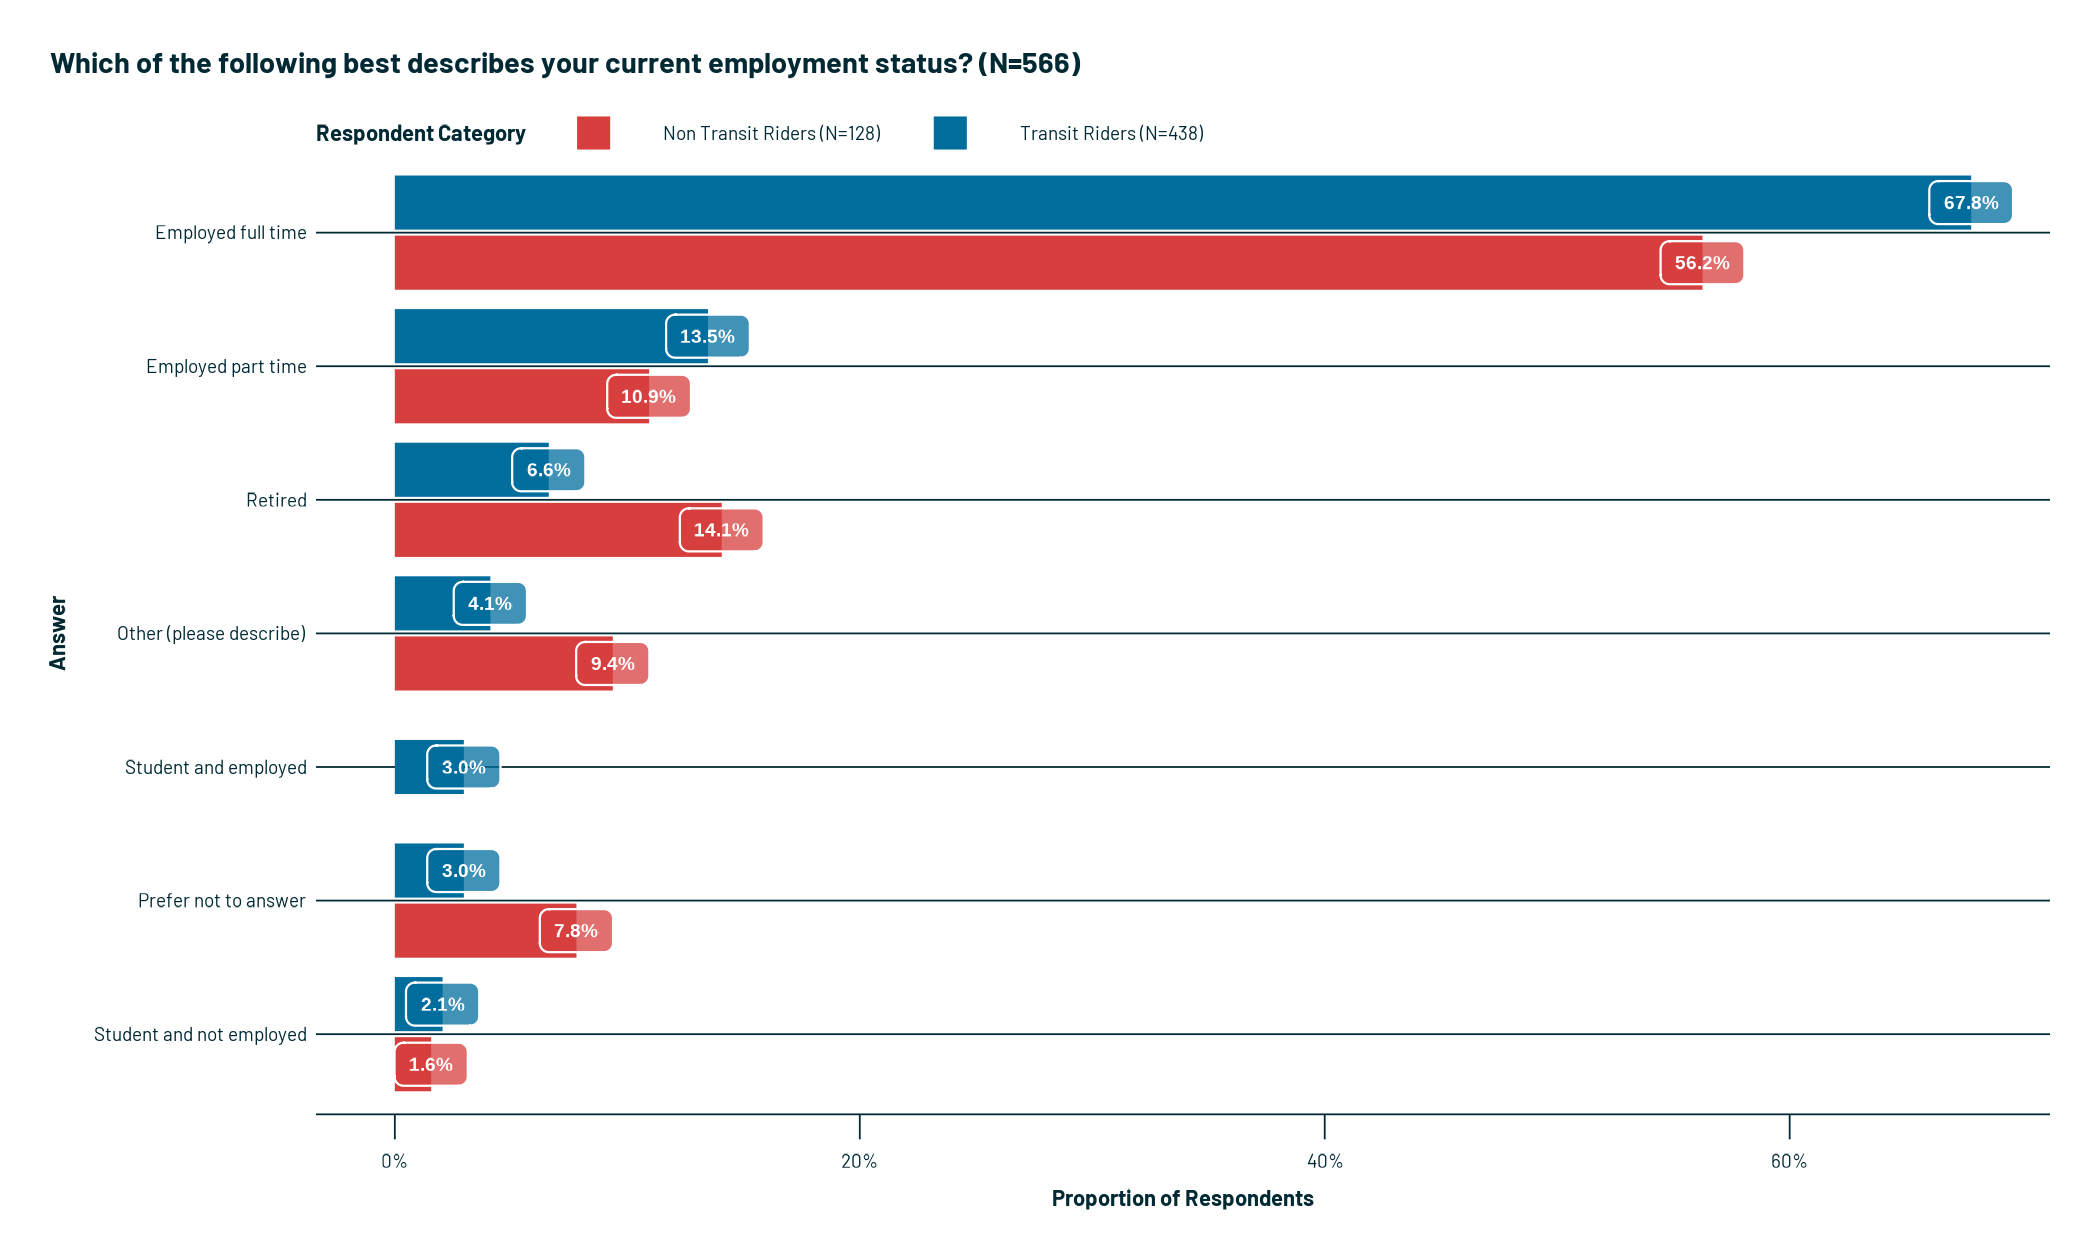 Which of the following best describes your current employment status? (N=566)
Respondent Category Non Transit Riders (N=128) Transit Riders (N=438)
67.8%
Employed full time
56.2%
13.5%
Employed part time
10.9%
6.6%
Retired
14.1%
4.1%
Other (please describe)
9.4%
Answer
Student and employed 3.0%
3.0%
Prefer not to answer
7.8%
2.1%
Student and not employed
1.6%
0% 20% 40% 60%
Proportion of Respondents